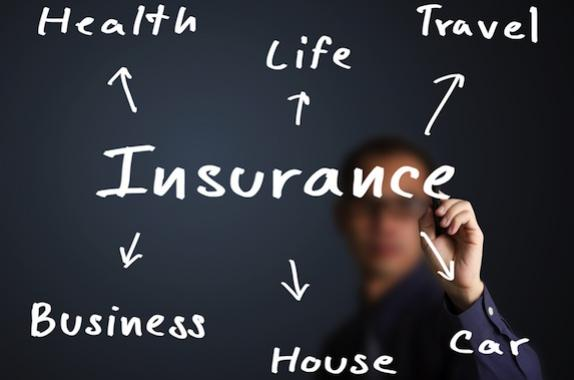 Health
Life
Travel
Insurance
Business
House
Car